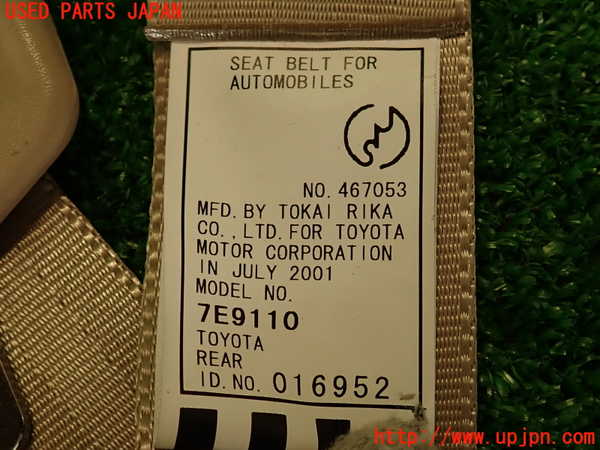 USED PARTS JAPAN
SEAT BELT FOR
AUTOMOBILES
NO. 467053
MFD. BY TOKAI RIKA
CO., LTD. FOR TOYOTA
MOTOR CORPORATION
IN JULY 2001
MODEL NO.
7E9110
TOYOTA
REAR
ID. NO. 016952
http://www.upjpn.com/